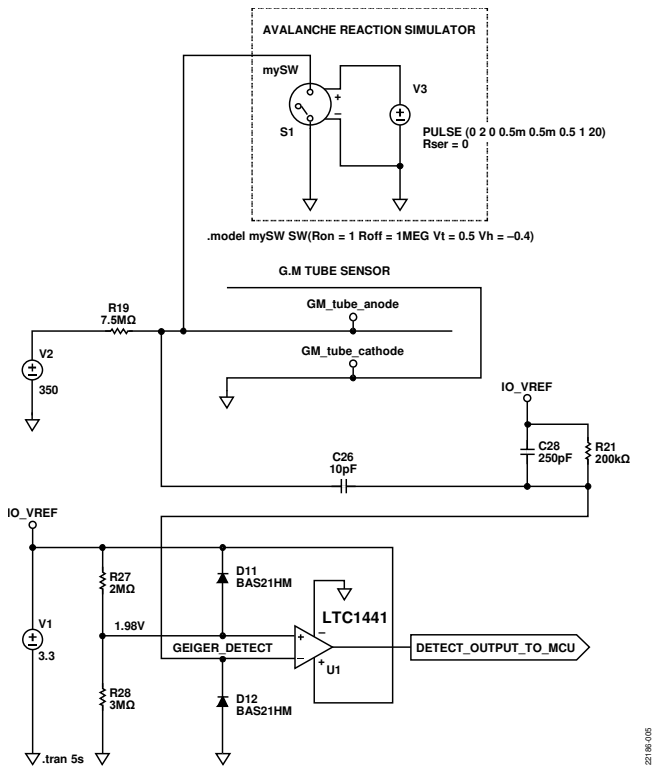 AVALANCHE REACTION SIMULATOR
mySW
+
–
S1
V3
PULSE (0 2 0 0.5m 0.5m 0.5 1 20)
Rser = 0
.model mySW SW(Ron = 1 Roff = 1MEG Vt = 0.5 Vh = –0.4)
G.M TUBE SENSOR
R19
7.5MΩ
GM_tube_anode
GM_tube_cathode
V2
350
IO_VREF
C28
250pF
R21
200kΩ
C26
10pF
IO_VREF
R27
2MΩ
D11
BAS21HM
V1
3.3
1.98V
GEIGER_DETECT
LTC1441
+
–
–
+
U1
DETECT_OUTPUT_TO_MCU
R28
3MΩ
D12
BAS21HM
.tran 5s
22186-005